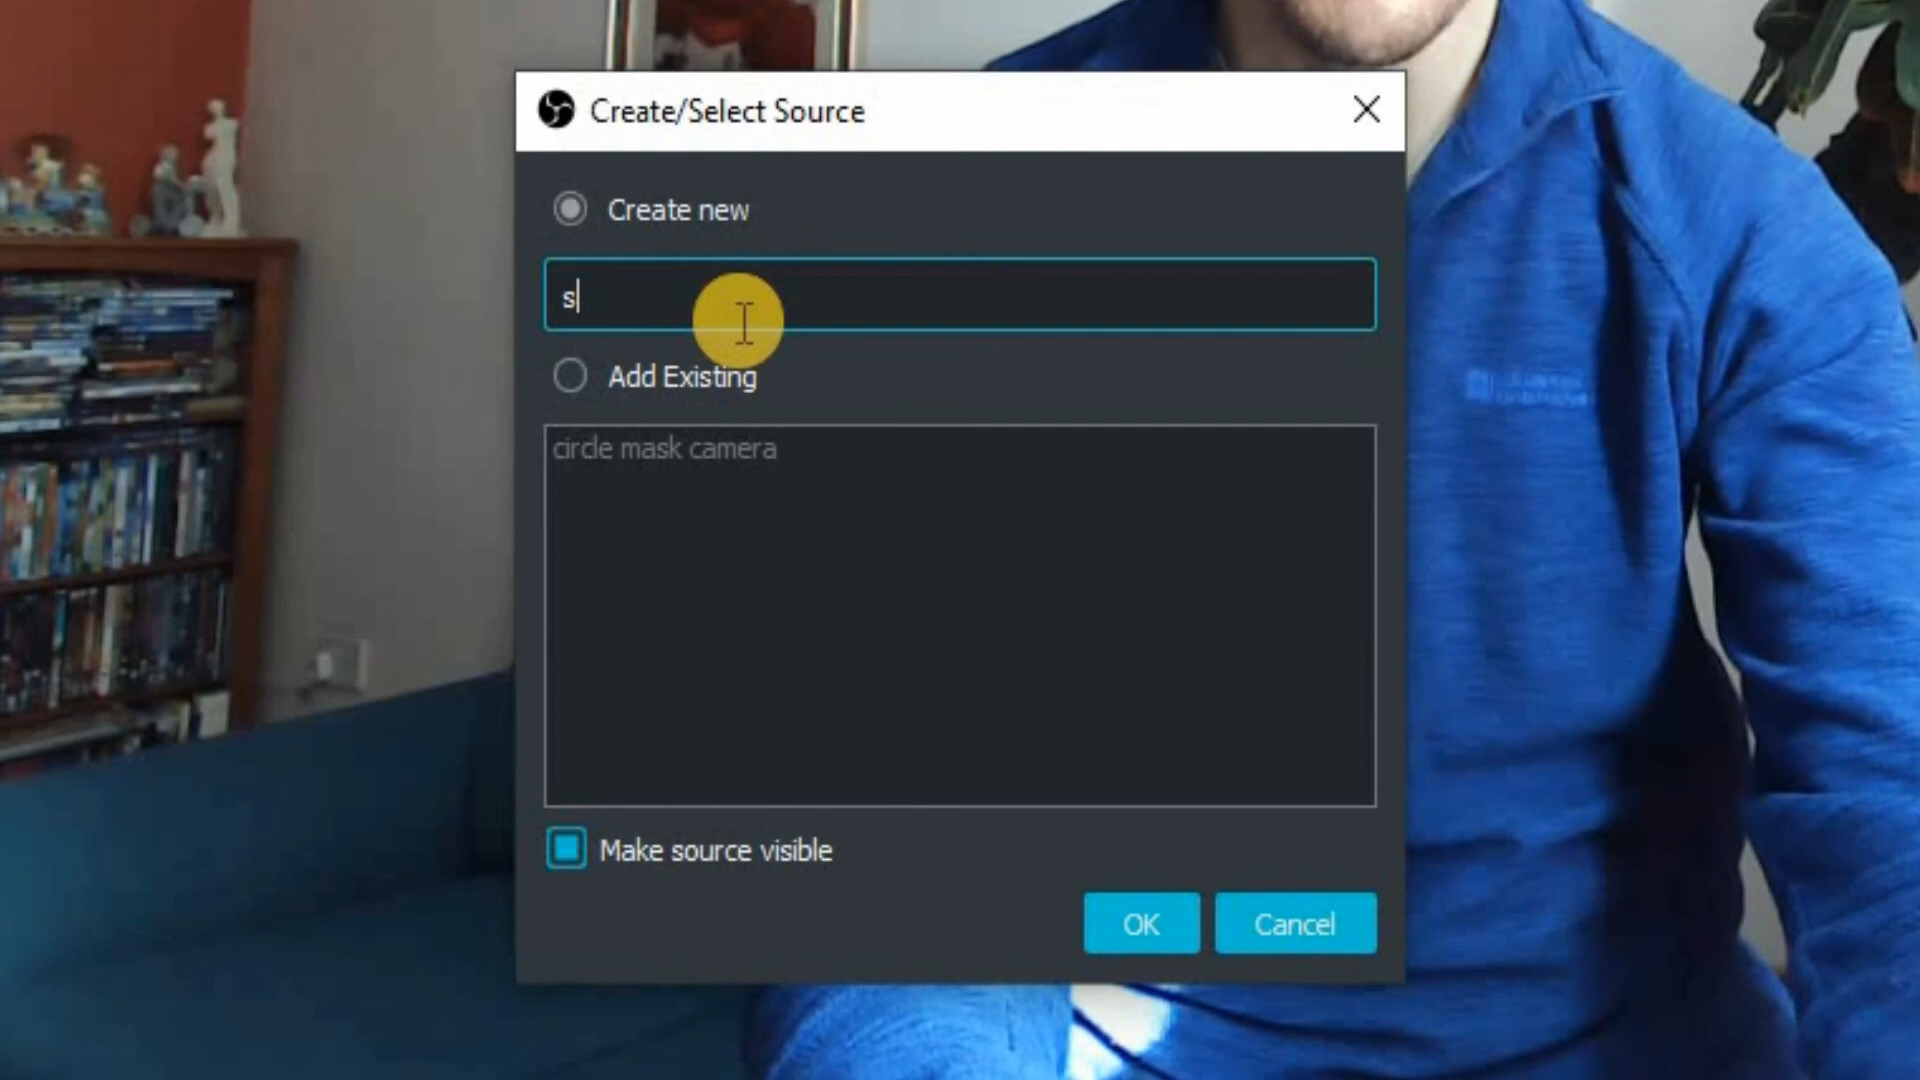 Create/Select Source
Create new
s
Add Existing
circle mask camera
Make source visible
OK
Cancel